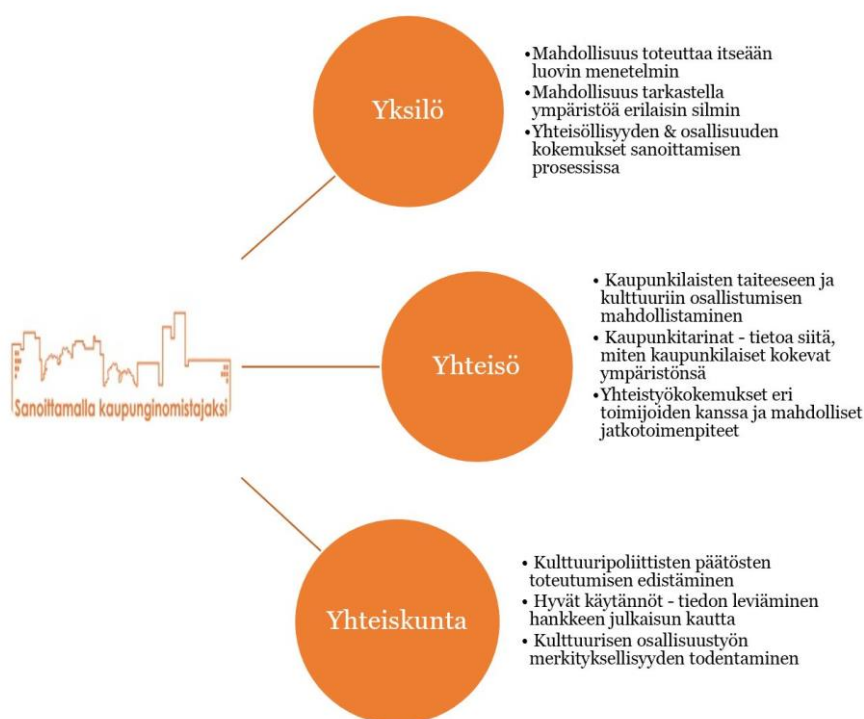 Yksilö
•Mahdollisuus toteuttaa itseään
luovin menetelmin
•Mahdollisuus tarkastella
ympäristöä erilaisin silmin
•Yhteisöllisyyden & osallisuuden
kokemukset sanoittamisen
prosessissa
Sanoittamalla kaupunginomistajaksi
Yhteisö
• Kaupunkilaisten taiteeseen ja
kulttuuriin osallistumisen
mahdollistaminen
• Kaupunkitarinat - tietoa siitä,
miten kaupunkilaiset kokevat
ympäristönsä
•Yhteistyökokemukset eri
toimijoiden kanssa ja mahdolliset
jatkotoimenpiteet
Yhteiskunta
• Kulttuuripoliittisten päätösten
toteutumisen edistäminen
• Hyvät käytännöt - tiedon leviäminen
hankkeen julkaisun kautta
• Kulttuurisen osallisuustyön
merkityksellisyyden todentaminen